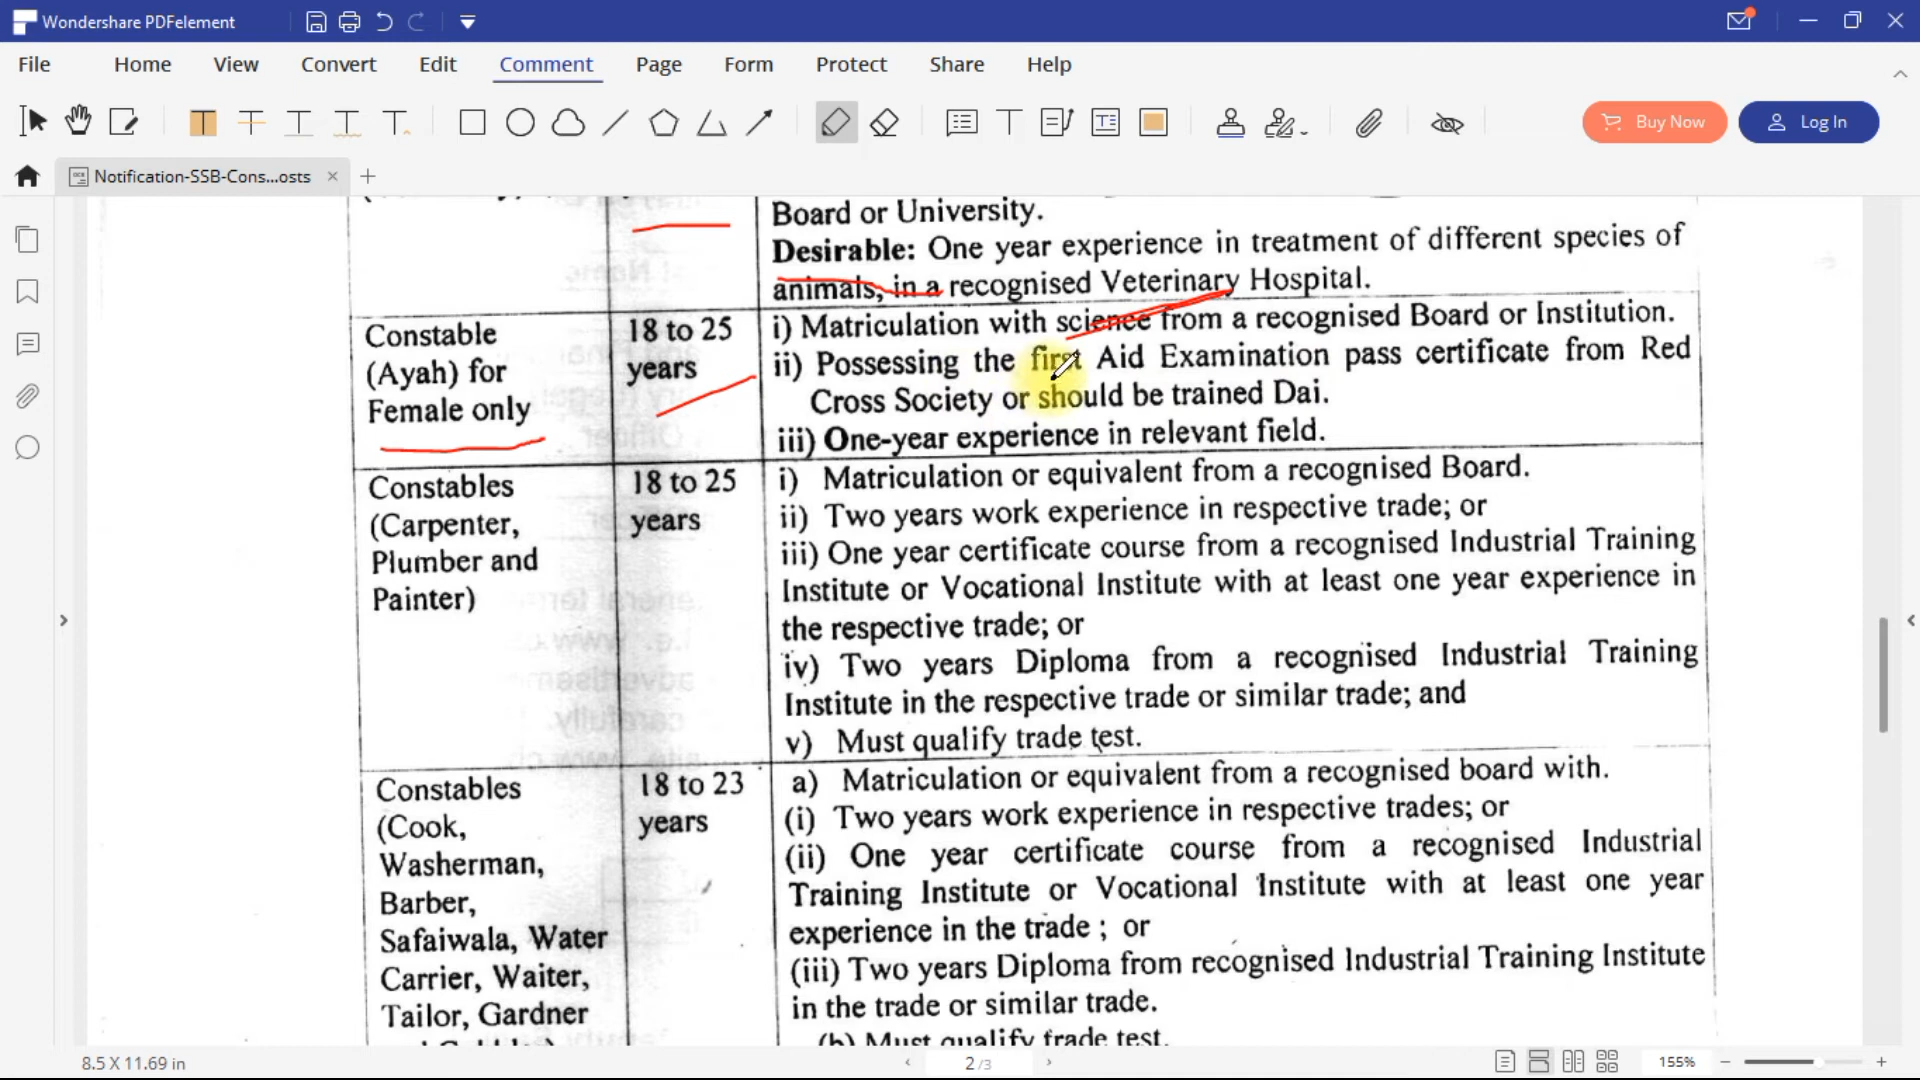 Wondershare PDFelement
File Home View Convert Edit Comment Page Form Protect Share Help
Buy Now Log In
Notification-SSB-Cons...osts
Board or University.
Desirable: One year experience in treatment of different species of
animals, in a recognised Veterinary Hospital.
Constable
(Ayah) for
Female only
18 to 25
years
i) Matriculation with science from a recognised Board or Institution.
ii) Possessing the first Aid Examination pass certificate from Red
Cross Society or should be trained Dai.
iii) One-year experience in relevant field.
Constables
(Carpenter,
Plumber and
Painter)
18 to 25
years
i) Matriculation or equivalent from a recognised Board.
ii) Two years work experience in respective trade; or
iii) One year certificate course from a recognised Industrial Training
Institute or Vocational Institute with at least one year experience in
the respective trade; or
iv) Two years Diploma from a recognised Industrial Training
Institute in the respective trade or similar trade; and
v) Must qualify trade test.
Constables
(Cook,
Washerman,
Barber,
Safaiwala, Water
Carrier, Waiter,
Tailor, Gardner
18 to 23
years
a) Matriculation or equivalent from a recognised board with.
(i) Two years work experience in respective trades; or
(ii) One year certificate course from a recognised Industrial
Training Institute or Vocational Institute with at least one year
experience in the trade ; or
(iii) Two years Diploma from recognised Industrial Training Institute
in the trade or similar trade.
(b) Must qualify trade test.
8.5 X 11.69 in
2 /3
155%